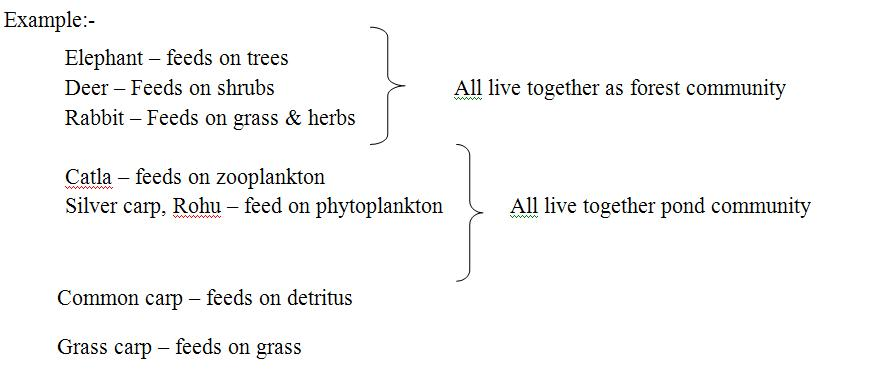 Example:-
Elephant – feeds on trees
Deer – Feeds on shrubs
All live together as forest community
Rabbit – Feeds on grass & herbs
Catla – feeds on zooplankton
Silver carp, Rohu – feed on phytoplankton
All live together pond community
Common carp – feeds on detritus
Grass carp – feeds on grass